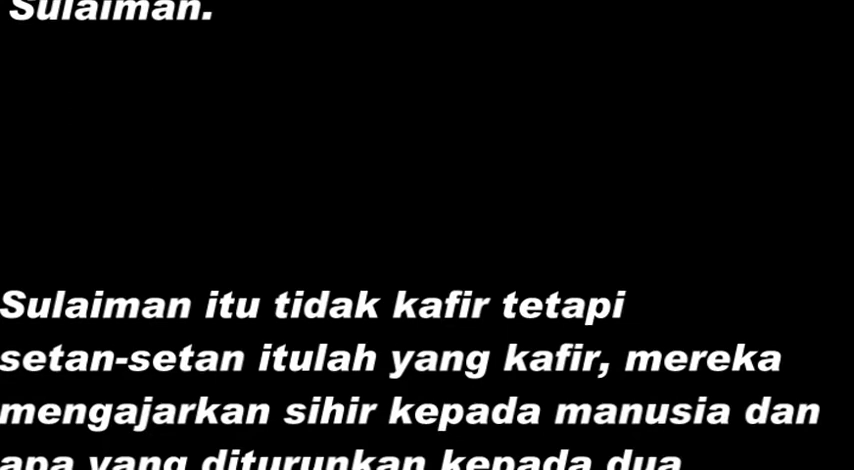 Sulaiman.
Sulaiman itu tidak kafir tetapi
setan-setan itulah yang kafir, mereka
mengajarkan sihir kepada manusia dan
apa yang diturunkan kepada dua